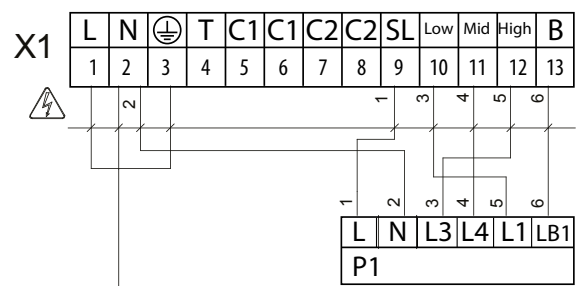 X1
L N T C1 C1 C2 C2 SL Low Mid High B
1 2 3 4 5 6 7 8 9 10 11 12 13
2 1 3 4 5 6
1 2 3 4 5 6
L N L3 L4 L1 LB1
P1